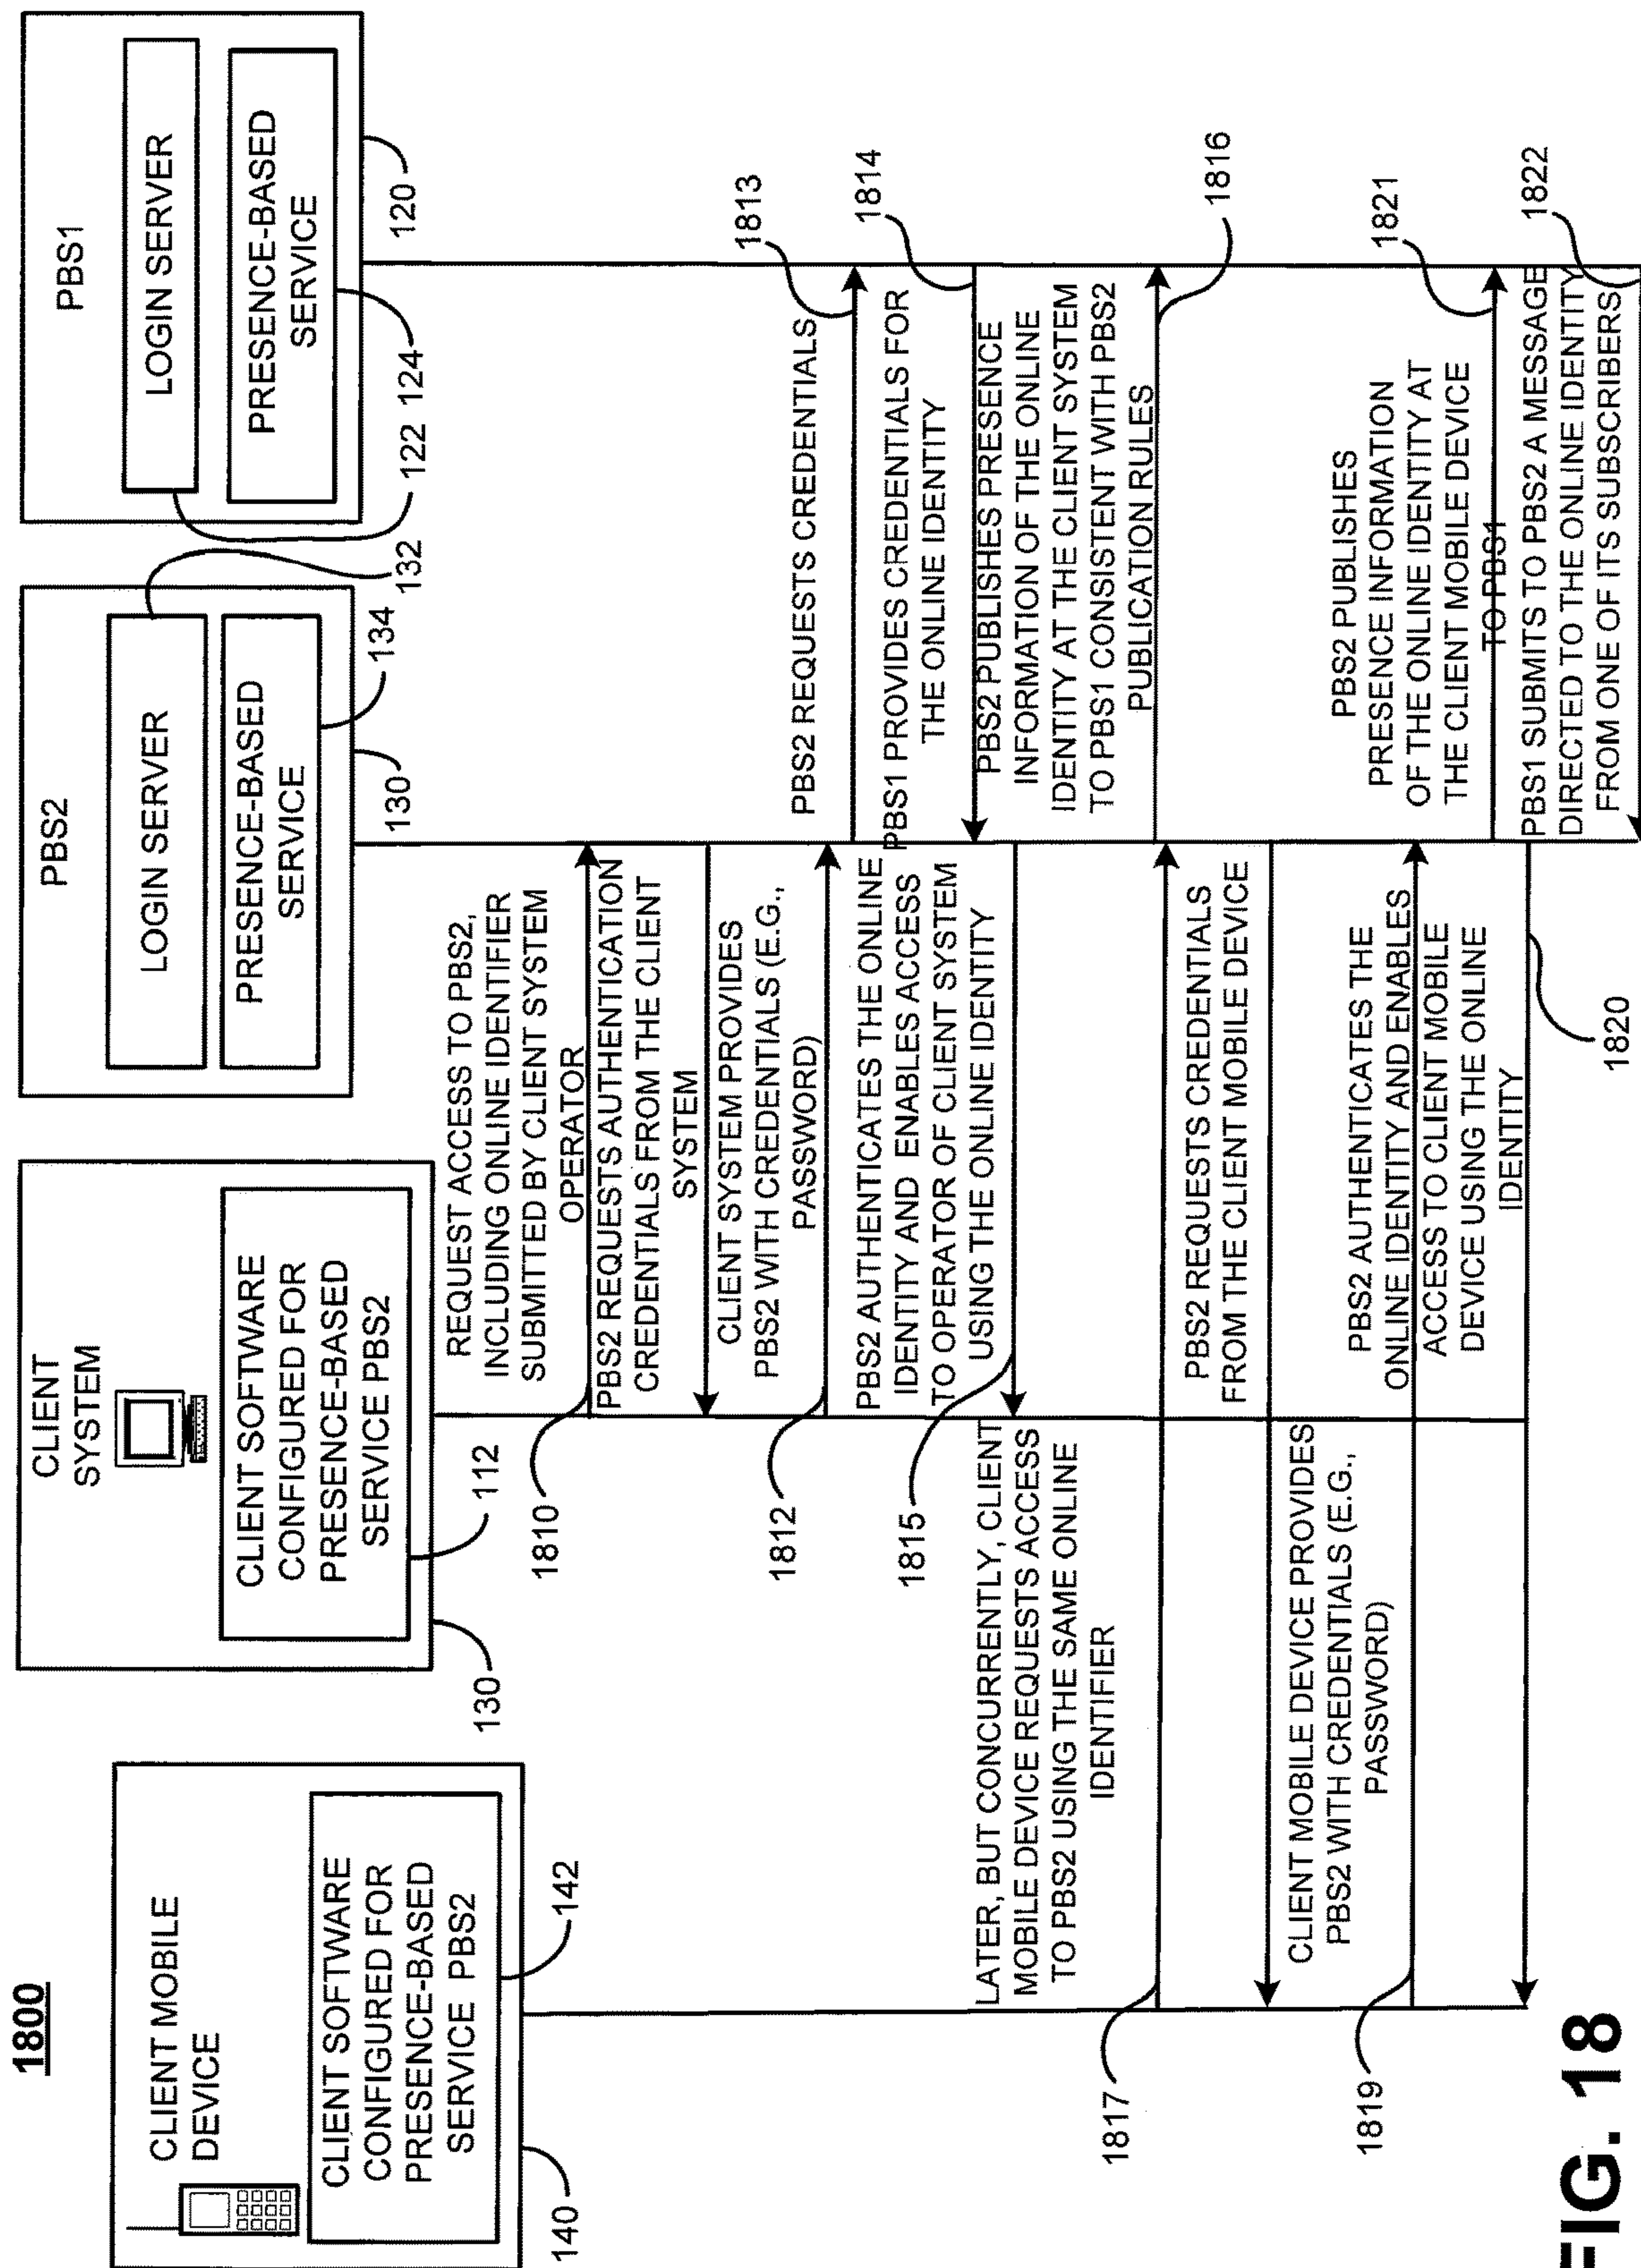 1800
CLIENT MOBILE
DEVICE
CLIENT SOFTWARE
CONFIGURED FOR
PRESENCE-BASED
SERVICE PBS2
142
140
CLIENT
SYSTEM
CLIENT SOFTWARE
CONFIGURED FOR
PRESENCE-BASED
SERVICE PBS2
112
130
PBS2
LOGIN SERVER
PRESENCE-BASED
SERVICE
132
134
130
PBS1
LOGIN SERVER
PRESENCE-BASED
SERVICE
122
124
120
REQUEST ACCESS TO PBS2,
INCLUDING ONLINE IDENTIFIER
SUBMITTED BY CLIENT SYSTEM
OPERATOR
1810
PBS2 REQUESTS AUTHENTICATION
CREDENTIALS FROM THE CLIENT
SYSTEM
CLIENT SYSTEM PROVIDES
PBS2 WITH CREDENTIALS (E.G.,
PASSWORD)
1812
PBS2 REQUESTS CREDENTIALS
1813
PBS1 PROVIDES CREDENTIALS FOR
THE ONLINE IDENTITY
1814
PBS2 AUTHENTICATES THE ONLINE
IDENTITY AND ENABLES ACCESS
TO OPERATOR OF CLIENT SYSTEM
USING THE ONLINE IDENTITY
1815
PBS2 PUBLISHES PRESENCE
INFORMATION OF THE ONLINE
IDENTITY AT THE CLIENT SYSTEM
TO PBS1 CONSISTENT WITH PBS2
PUBLICATION RULES
1816
LATER, BUT CONCURRENTLY, CLIENT
MOBILE DEVICE REQUESTS ACCESS
TO PBS2 USING THE SAME ONLINE
IDENTIFIER
1817
PBS2 REQUESTS CREDENTIALS
FROM THE CLIENT MOBILE DEVICE
CLIENT MOBILE DEVICE PROVIDES
PBS2 WITH CREDENTIALS (E.G.,
PASSWORD)
1819
PBS2 AUTHENTICATES THE
ONLINE IDENTITY AND ENABLES
ACCESS TO CLIENT MOBILE
DEVICE USING THE ONLINE
IDENTITY
1820
PBS2 PUBLISHES
PRESENCE INFORMATION
OF THE ONLINE IDENTITY AT
THE CLIENT MOBILE DEVICE
TO PBS1
1821
PBS1 SUBMITS TO PBS2 A MESSAGE
DIRECTED TO THE ONLINE IDENTITY
FROM ONE OF ITS SUBSCRIBERS
1822
FIG. 18